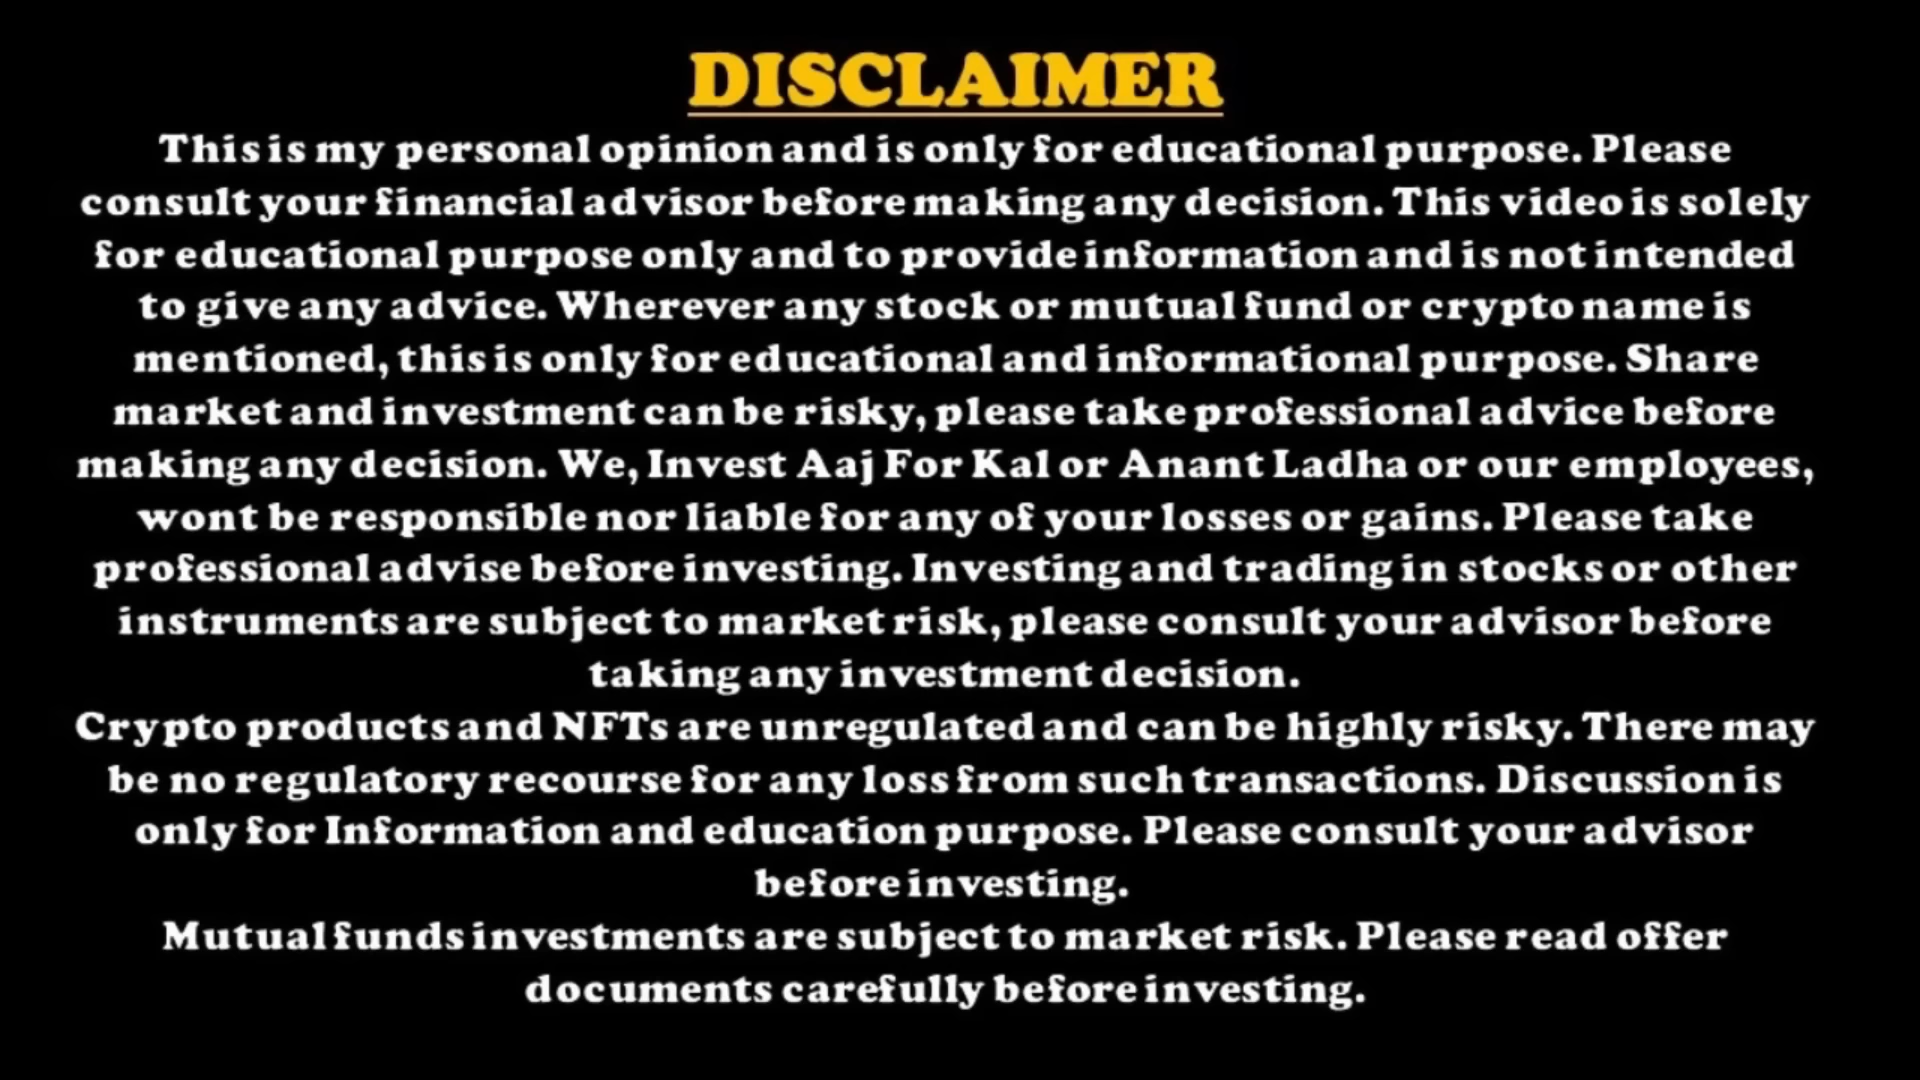 DISCLAIMER
This is my personal opinion and is only for educational purpose. Please
consult your financial advisor before making any decision. This video is solely
for educational purpose only and to provide information and is not intended
to give any advice. Wherever any stock or mutual fund or crypto name is
mentioned, this is only for educational and informational purpose. Share
market and investment can be risky, please take professional advice before
making any decision. We, Invest Aaj For Kal or Anant Ladha or our employees,
wont be responsible nor liable for any of your losses or gains. Please take
professional advise before investing. Investing and trading in stocks or other
instruments are subject to market risk, please consult your advisor before
taking any investment decision.
Crypto products and NFTs are unregulated and can be highly risky. There may
be no regulatory recourse for any loss from such transactions. Discussion is
only for Information and education purpose. Please consult your advisor
before investing.
Mutual funds investments are subject to market risk. Please read offer
documents carefully before investing.